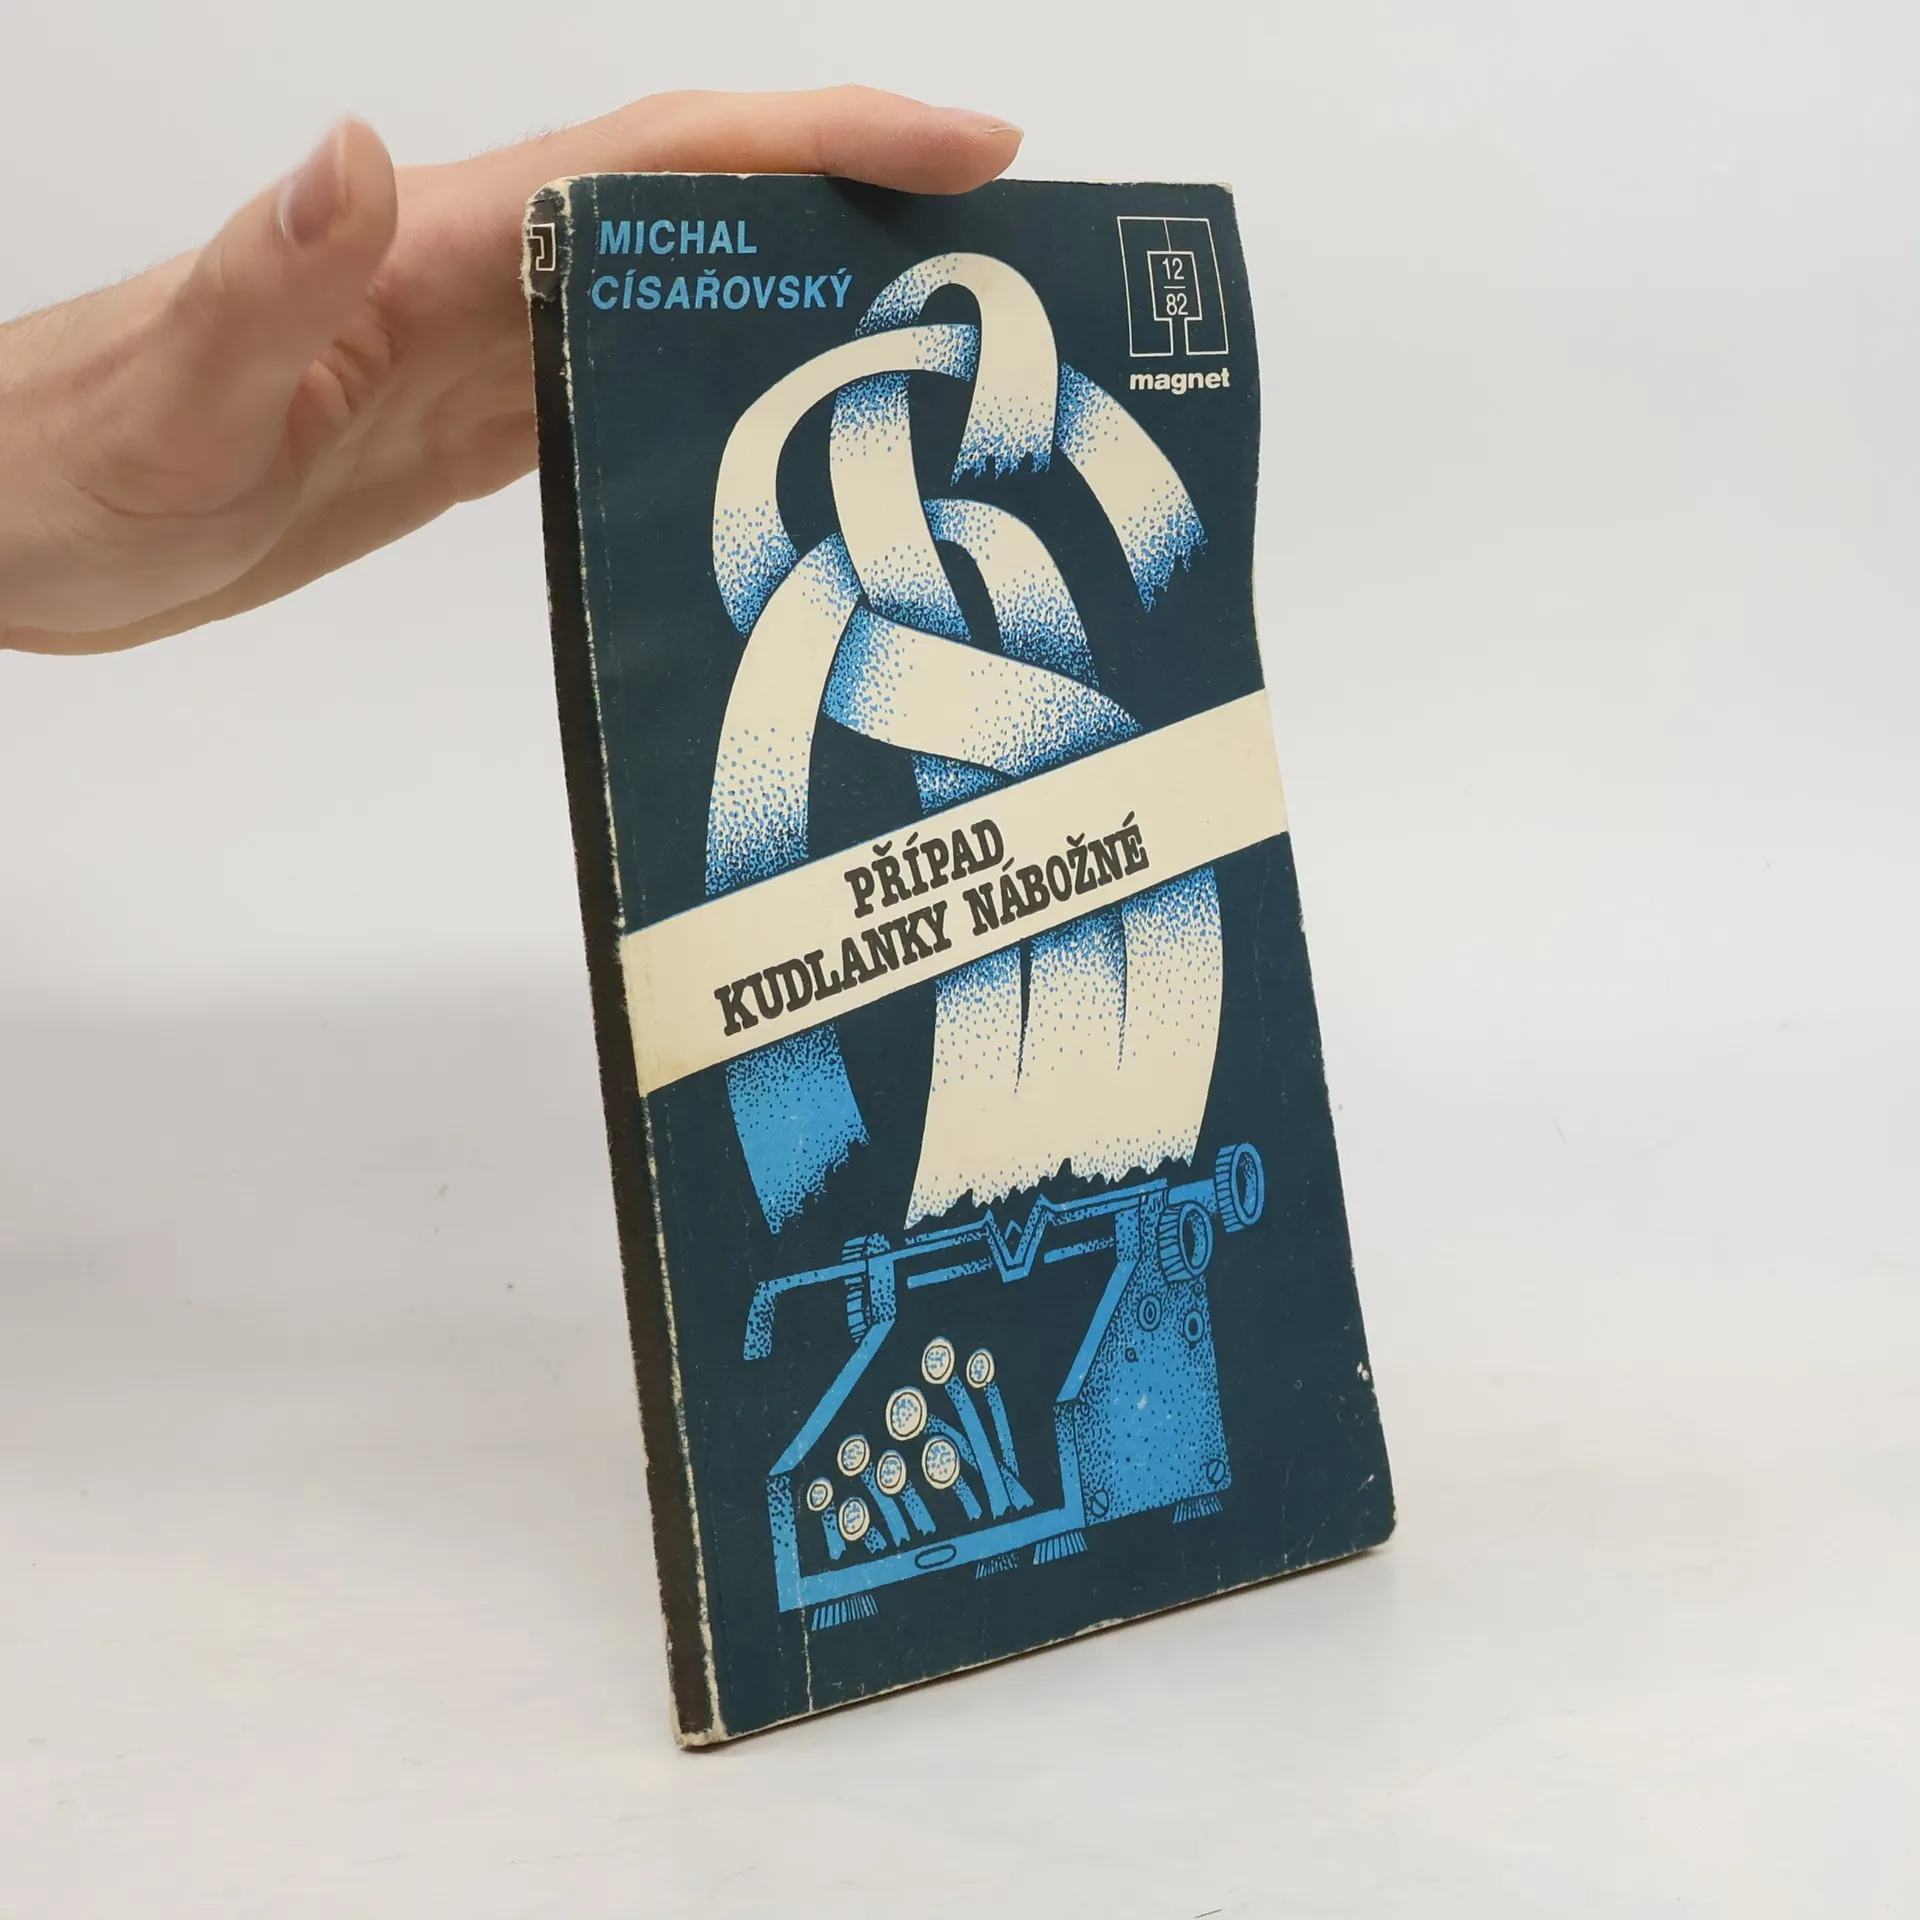 MICHAL
CÍSAŘOVSKÝ
12
82
magnet
PŘÍPAD
KUDLANKY NÁBOŽNÉ